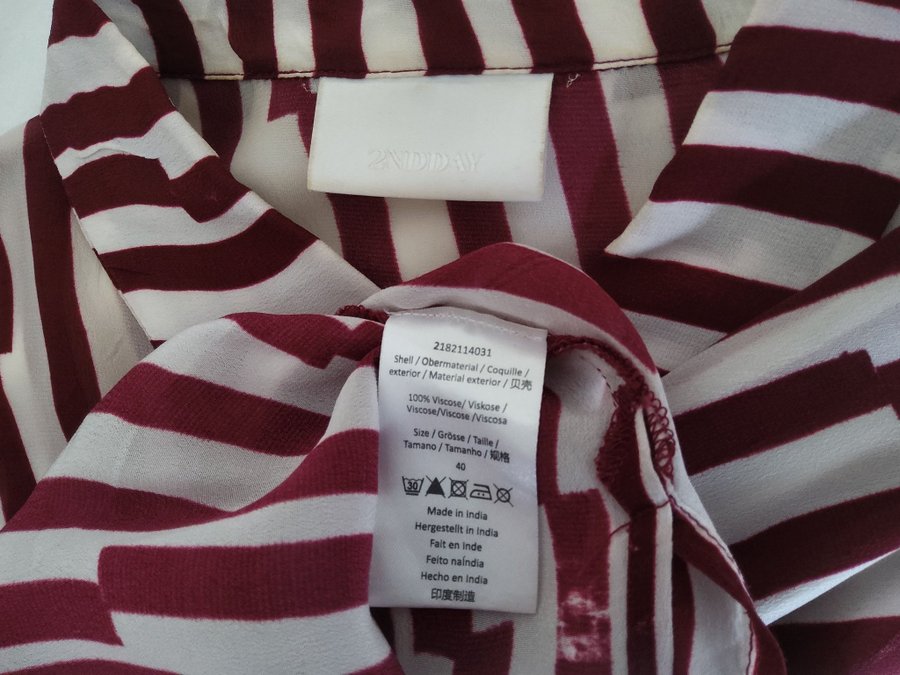 2NDDAY
2182114031
Shell / Obermaterial / Coquille /
exterior / Material exterior / 贝壳
100% Viscose/ Viskose /
Viscose/Viscose /Viscosa
Size / Grösse / Taille /
Tamano / Tamanho / 规格
40
30
Made in India
Hergestellt in India
Fait en Inde
Feito naÍndia
Hecho en India
印度制造